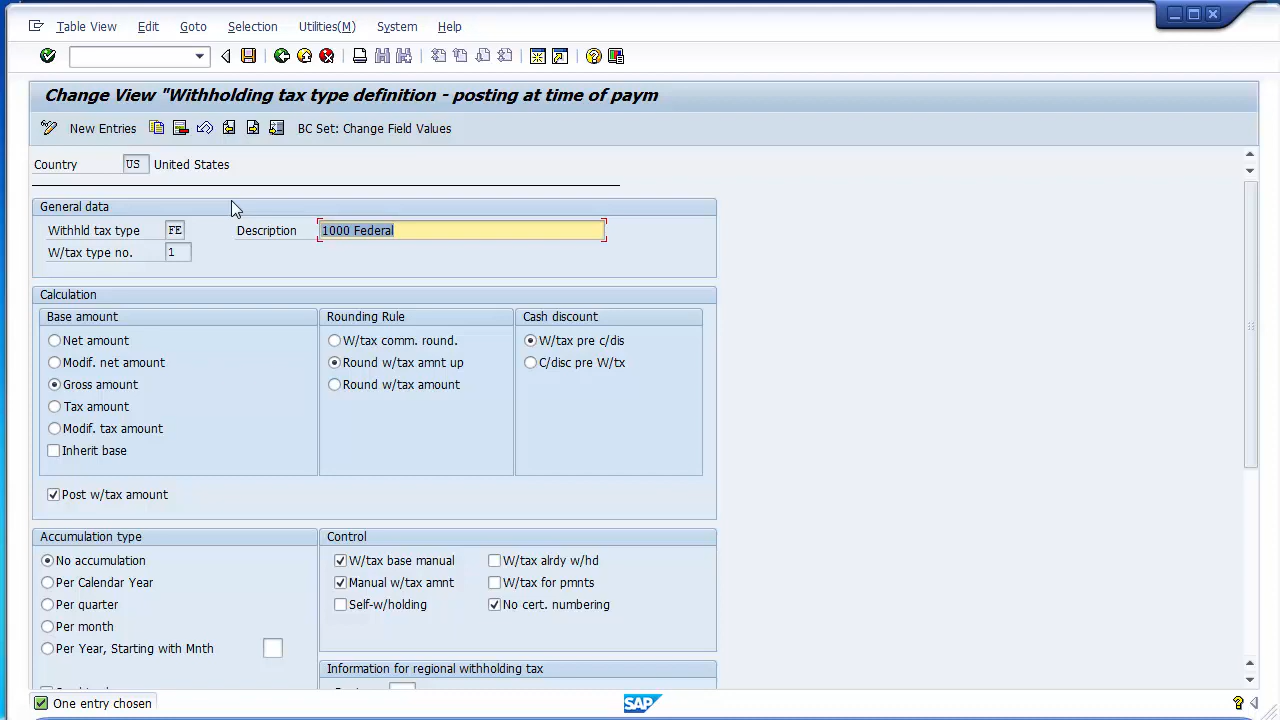 Table View Edit Goto Selection Utilities(M) System Help
Change View "Withholding tax type definition - posting at time of paym
New Entries BC Set: Change Field Values
Country US United States
General data
Withhld tax type FE Description 1000 Federal
W/tax type no. 1
Calculation
Base amount Rounding Rule Cash discount
Net amount W/tax comm. round. W/tax pre c/dis
Modif. net amount Round w/tax amnt up C/disc pre W/tx
Gross amount Round w/tax amount
Tax amount
Modif. tax amount
Inherit base
Post w/tax amount
Accumulation type Control
No accumulation W/tax base manual W/tax alrdy w/hd
Per Calendar Year Manual w/tax amnt W/tax for pmnts
Per quarter Self-w/holding No cert. numbering
Per month
Per Year, Starting with Mnth
Information for regional withholding tax
One entry chosen SAP